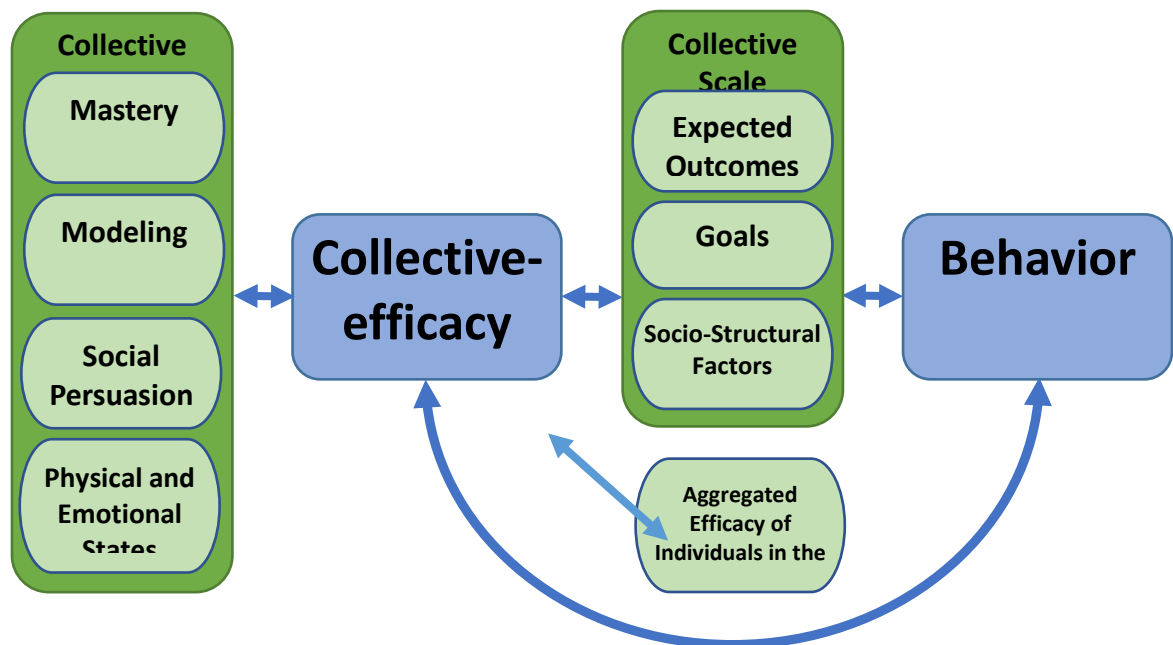 Collective
Mastery
Modeling
Social
Persuasion
Physical and
Emotional
States
Collective-
efficacy
Collective
Scale
Expected
Outcomes
Goals
Socio-Structural
Factors
Aggregated
Efficacy of
Individuals in the
Behavior